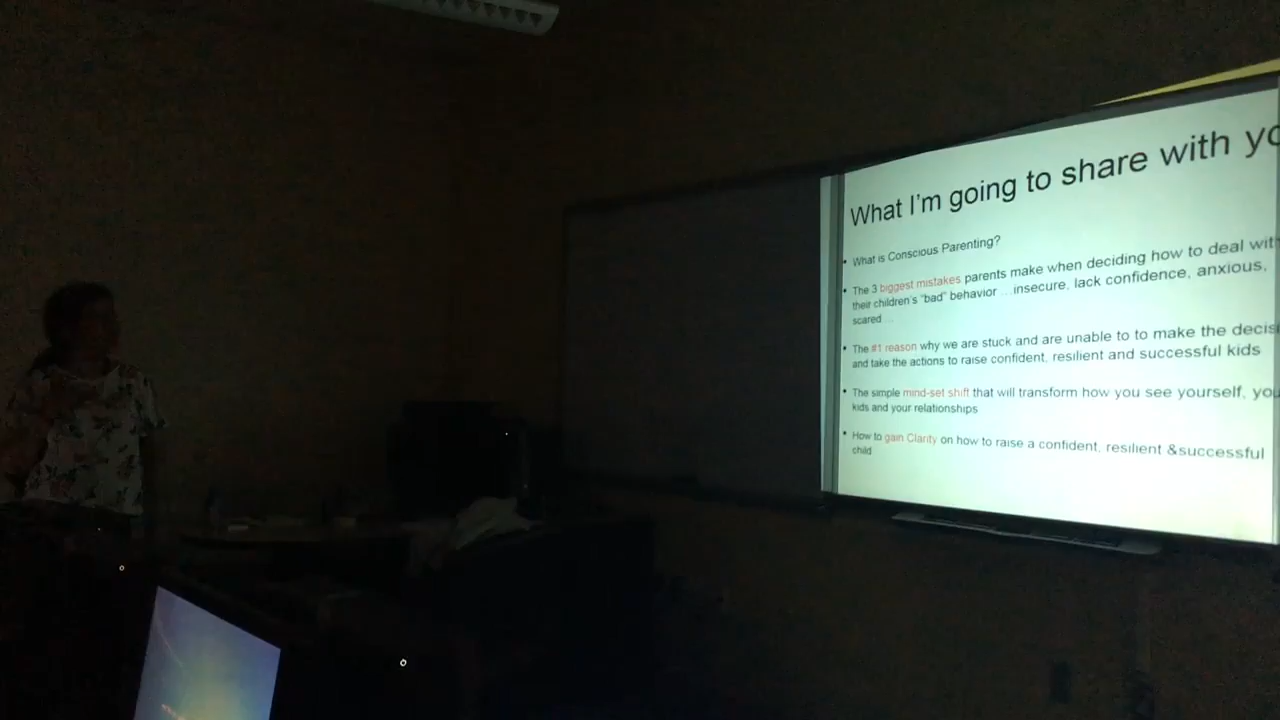 What I'm going to share with yo
• What is Conscious Parenting?
• The 3 biggest mistakes parents make when deciding how to deal with
their children's "bad" behavior ...insecure, lack confidence, anxious,
scared ...
• The #1 reason why we are stuck and are unable to to make the decisi
and take the actions to raise confident, resilient and successful kids
• The simple mind-set shift that will transform how you see yourself, you
kids and your relationships
• How to gain Clarity on how to raise a confident, resilient &successful
child